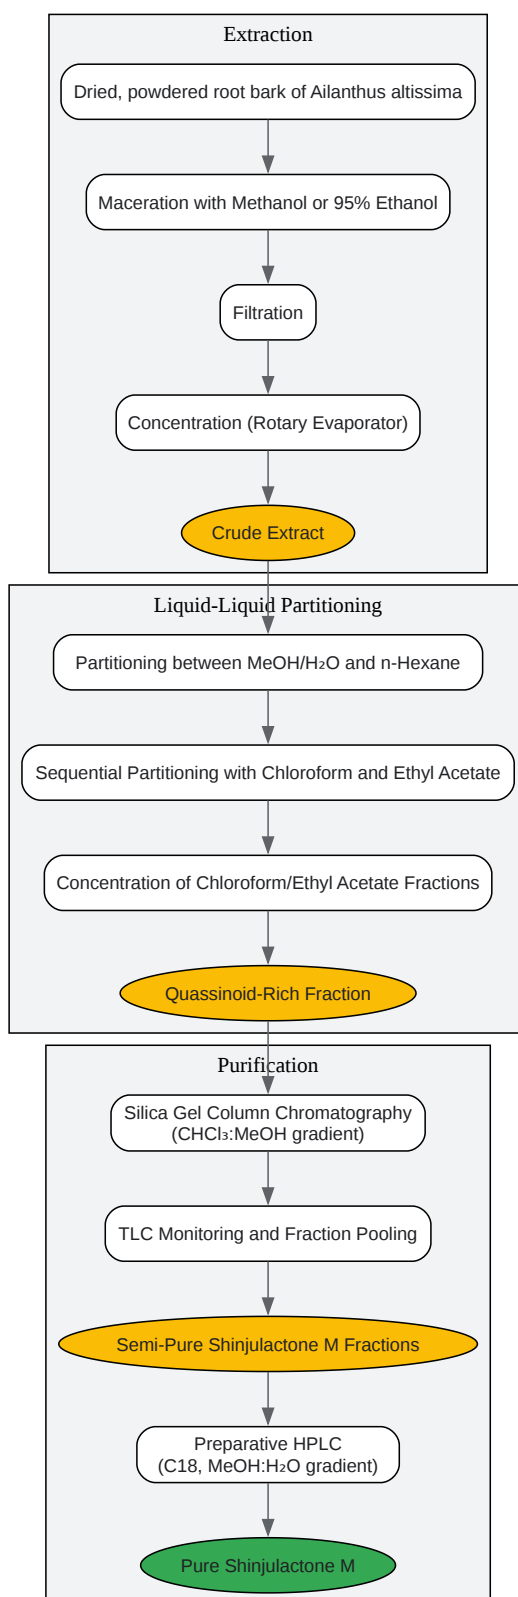 Extraction
Dried, powdered root bark of Ailanthus altissima
Maceration with Methanol or 95% Ethanol
Filtration
Concentration (Rotary Evaporator)
Crude Extract
Liquid-Liquid Partitioning
Partitioning between MeOH/H₂O and n-Hexane
Sequential Partitioning with Chloroform and Ethyl Acetate
Concentration of Chloroform/Ethyl Acetate Fractions
Quassinoid-Rich Fraction
Purification
Silica Gel Column Chromatography
(CHCl₃:MeOH gradient)
TLC Monitoring and Fraction Pooling
Semi-Pure Shinjulactone M Fractions
Preparative HPLC
(C18, MeOH:H₂O gradient)
Pure Shinjulactone M